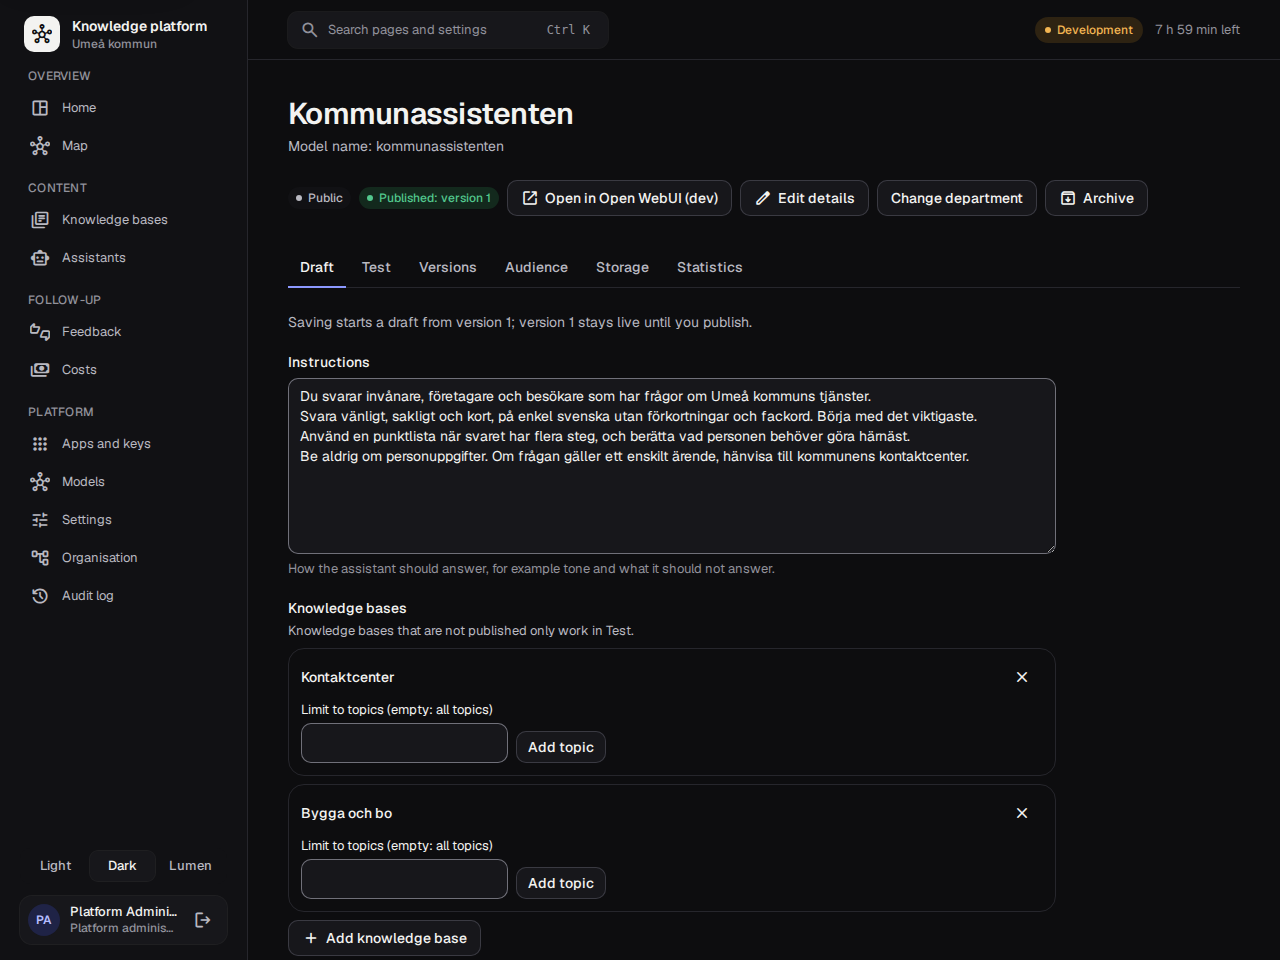 Knowledge platform
Umeå kommun
OVERVIEW
Home
Map
CONTENT
Knowledge bases
Assistants
FOLLOW-UP
Feedback
Costs
PLATFORM
Apps and keys
Models
Settings
Organisation
Audit log
Light
Dark
Lumen
PA
Platform Admini…
Platform adminis…
Search pages and settings
Ctrl K
Development
7 h 59 min left
Kommunassistenten
Model name: kommunassistenten
Public
Published: version 1
Open in Open WebUI (dev)
Edit details
Change department
Archive
Draft
Test
Versions
Audience
Storage
Statistics
Saving starts a draft from version 1; version 1 stays live until you publish.
Instructions
Du svarar invånare, företagare och besökare som har frågor om Umeå kommuns tjänster.
Svara vänligt, sakligt och kort, på enkel svenska utan förkortningar och fackord. Börja med det viktigaste.
Använd en punktlista när svaret har flera steg, och berätta vad personen behöver göra härnäst.
Be aldrig om personuppgifter. Om frågan gäller ett enskilt ärende, hänvisa till kommunens kontaktcenter.
How the assistant should answer, for example tone and what it should not answer.
Knowledge bases
Knowledge bases that are not published only work in Test.
Kontaktcenter
Limit to topics (empty: all topics)
Add topic
Bygga och bo
Limit to topics (empty: all topics)
Add topic
Add knowledge base